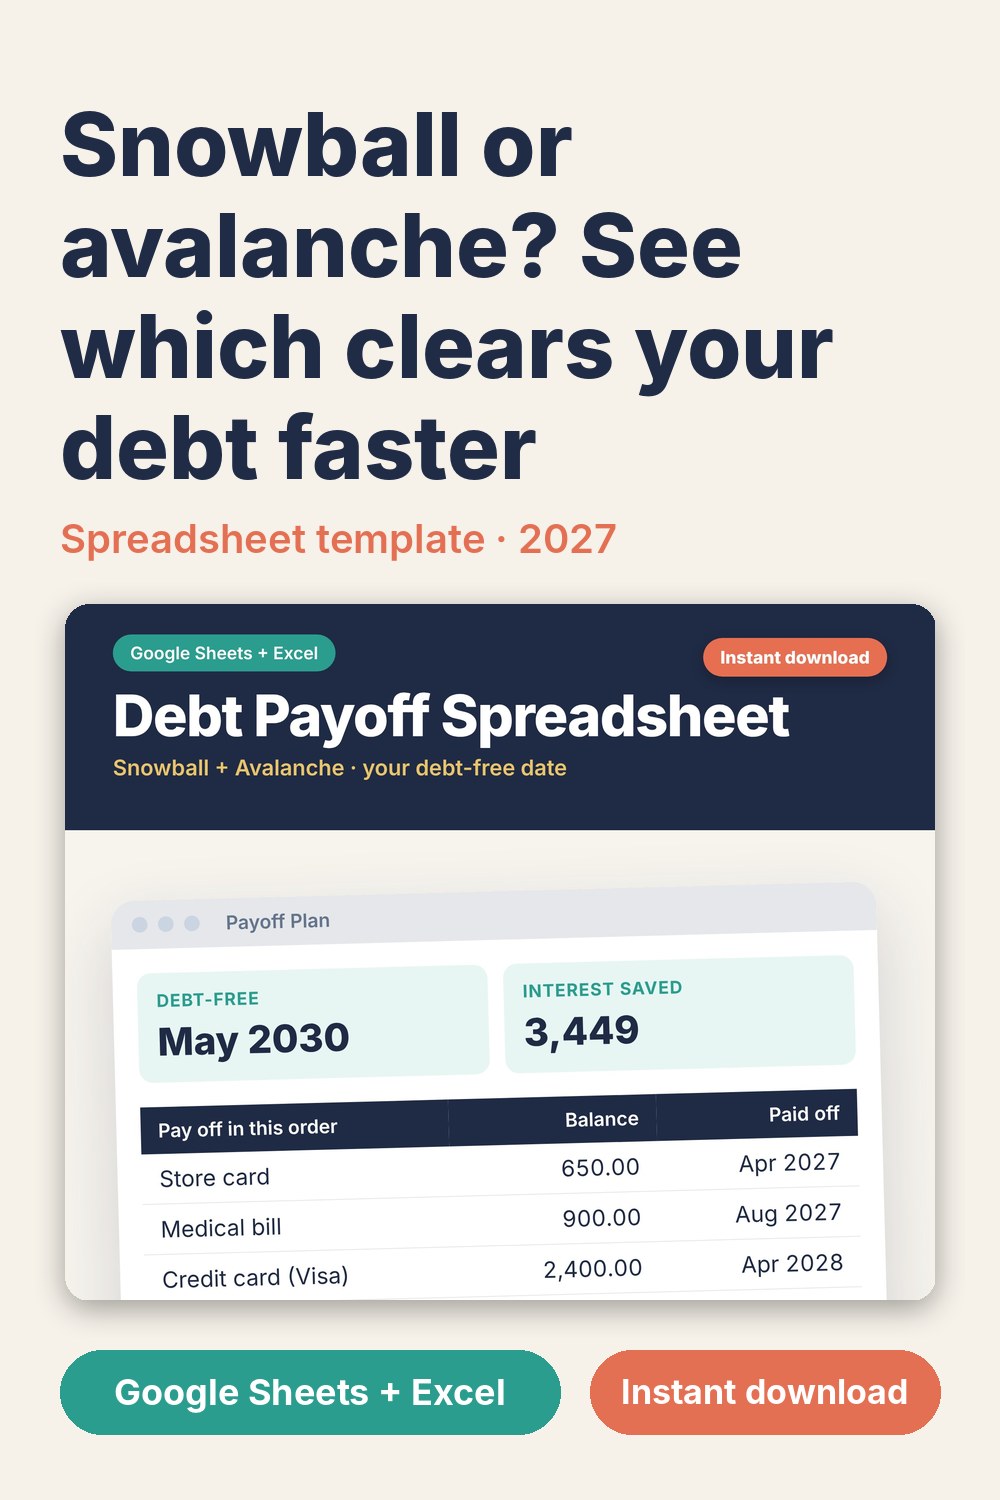 Snowball or
avalanche? See
which clears your
debt faster
Spreadsheet template · 2027
Google Sheets + Excel
Instant download
Debt Payoff Spreadsheet
Snowball + Avalanche · your debt-free date
Payoff Plan
DEBT-FREE
May 2030
INTEREST SAVED
3,449
Pay off in this order Balance Paid off
Store card 650.00 Apr 2027
Medical bill 900.00 Aug 2027
Credit card (Visa) 2,400.00 Apr 2028
Google Sheets + Excel
Instant download